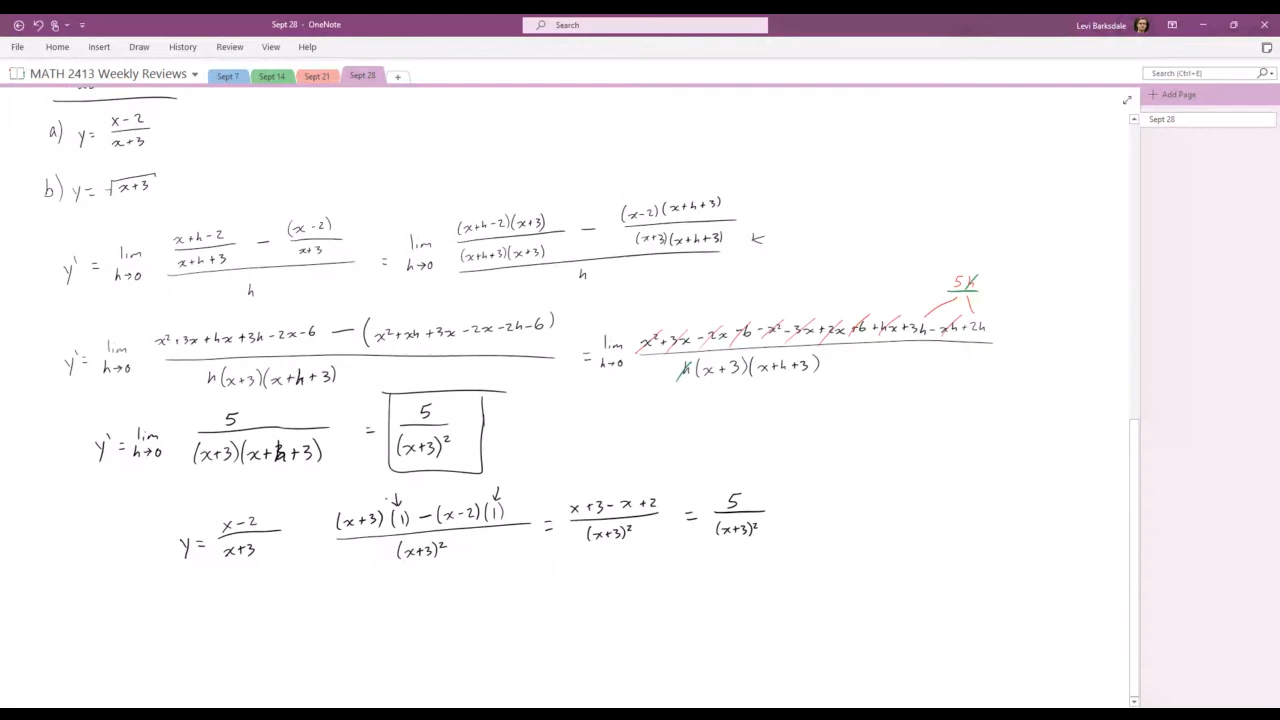 Sept 28 - OneNote
Search
Levi Barksdale
File Home Insert Draw History Review View Help
MATH 2413 Weekly Reviews
Sept 7 Sept 14 Sept 21 Sept 28 +
Search (Ctrl+E)
+ Add Page
Sept 28
a) y = (x-2)/(x+3)
b) y = √(x+3)
y' = lim h→0 ((x+h-2)/(x+h+3) - (x-2)/(x+3))/h = lim h→0 ((x+h-2)(x+3)/((x+h+3)(x+3)) - (x-2)(x+h+3)/((x+3)(x+h+3)))/h
5h
y' = lim h→0 (x²+3x+hx+3h-2x-6 - (x²+xh+3x-2x-2h-6))/(h(x+3)(x+h+3)) = lim h→0 (x²+3x-2x-6-x²-3x+2x+6+hx+3h-xh+2h)/(h(x+3)(x+h+3))
y' = lim h→0 5/((x+3)(x+h+3)) = 5/(x+3)²
y = (x-2)/(x+3) ((x+3)(1)-(x-2)(1))/(x+3)² = (x+3-x+2)/(x+3)² = 5/(x+3)²